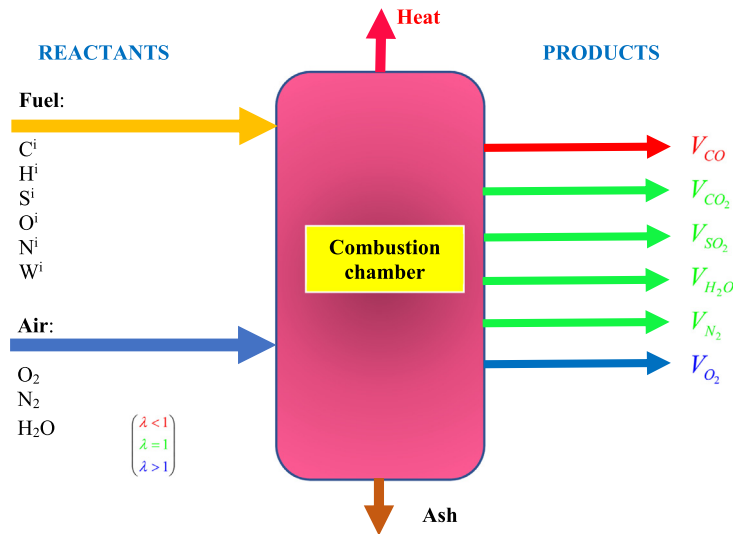 Heat
REACTANTS
PRODUCTS
Fuel:
Cⁱ
Hⁱ
Sⁱ
Oⁱ
Nⁱ
Wⁱ
Combustion
chamber
V_CO
V_CO₂
V_SO₂
V_H₂O
V_N₂
V_O₂
Air:
O₂
N₂
H₂O
λ < 1
λ = 1
λ > 1
Ash